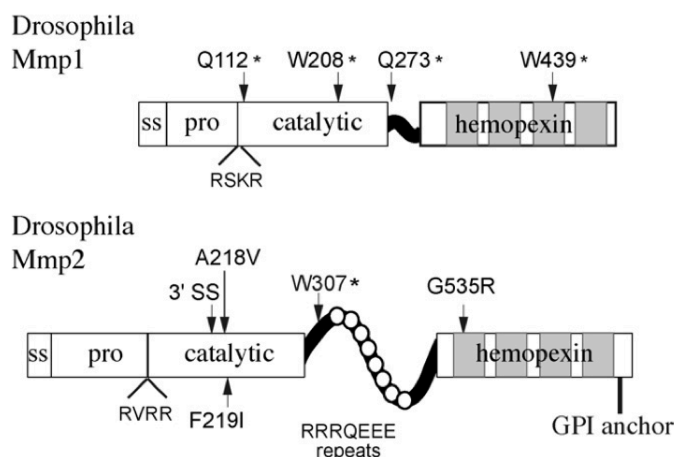 Drosophila
Mmp1
Q112 * W208 * Q273 * W439 *
ss pro catalytic hemopexin
RSKR
Drosophila
Mmp2
A218V
3' SS W307 * G535R
ss pro catalytic hemopexin
RVRR F219I RRRQEEE GPI anchor
repeats